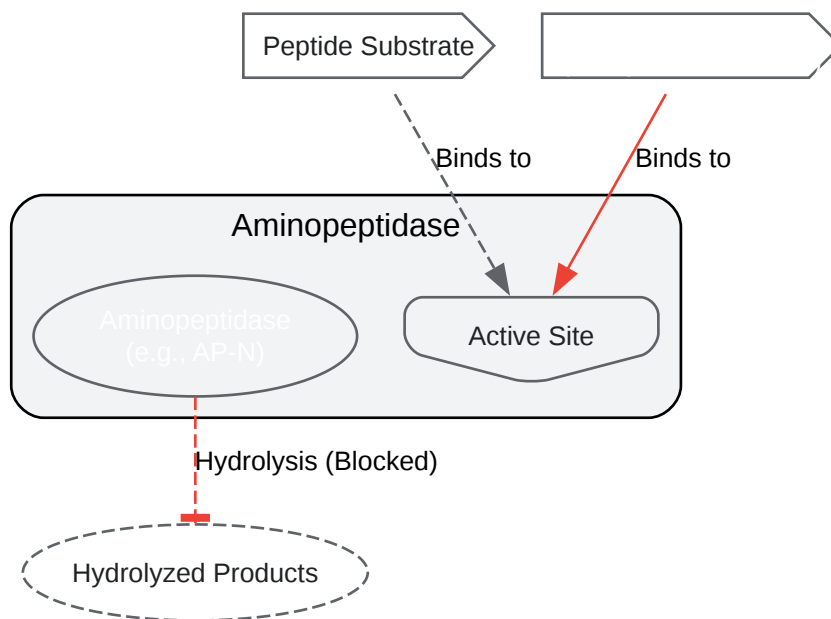 Peptide Substrate
Binds to
Binds to
Aminopeptidase
Aminopeptidase
(e.g., AP-N)
Active Site
Hydrolysis (Blocked)
Hydrolyzed Products